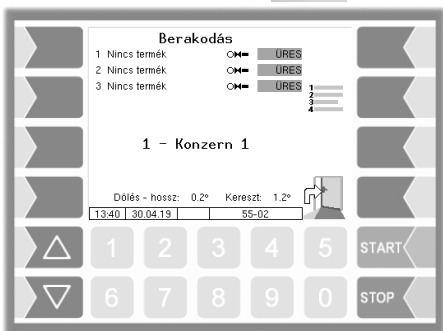 Berakodás
1 Nincs termék ÜRES
2 Nincs termék ÜRES
3 Nincs termék ÜRES
1
2
3
4
1 - Konzern 1
Dőlés - hossz: 0.2° Kereszt: 1.2°
13:40 30.04.19 55-02
1 2 3 4 5 START
6 7 8 9 0 STOP